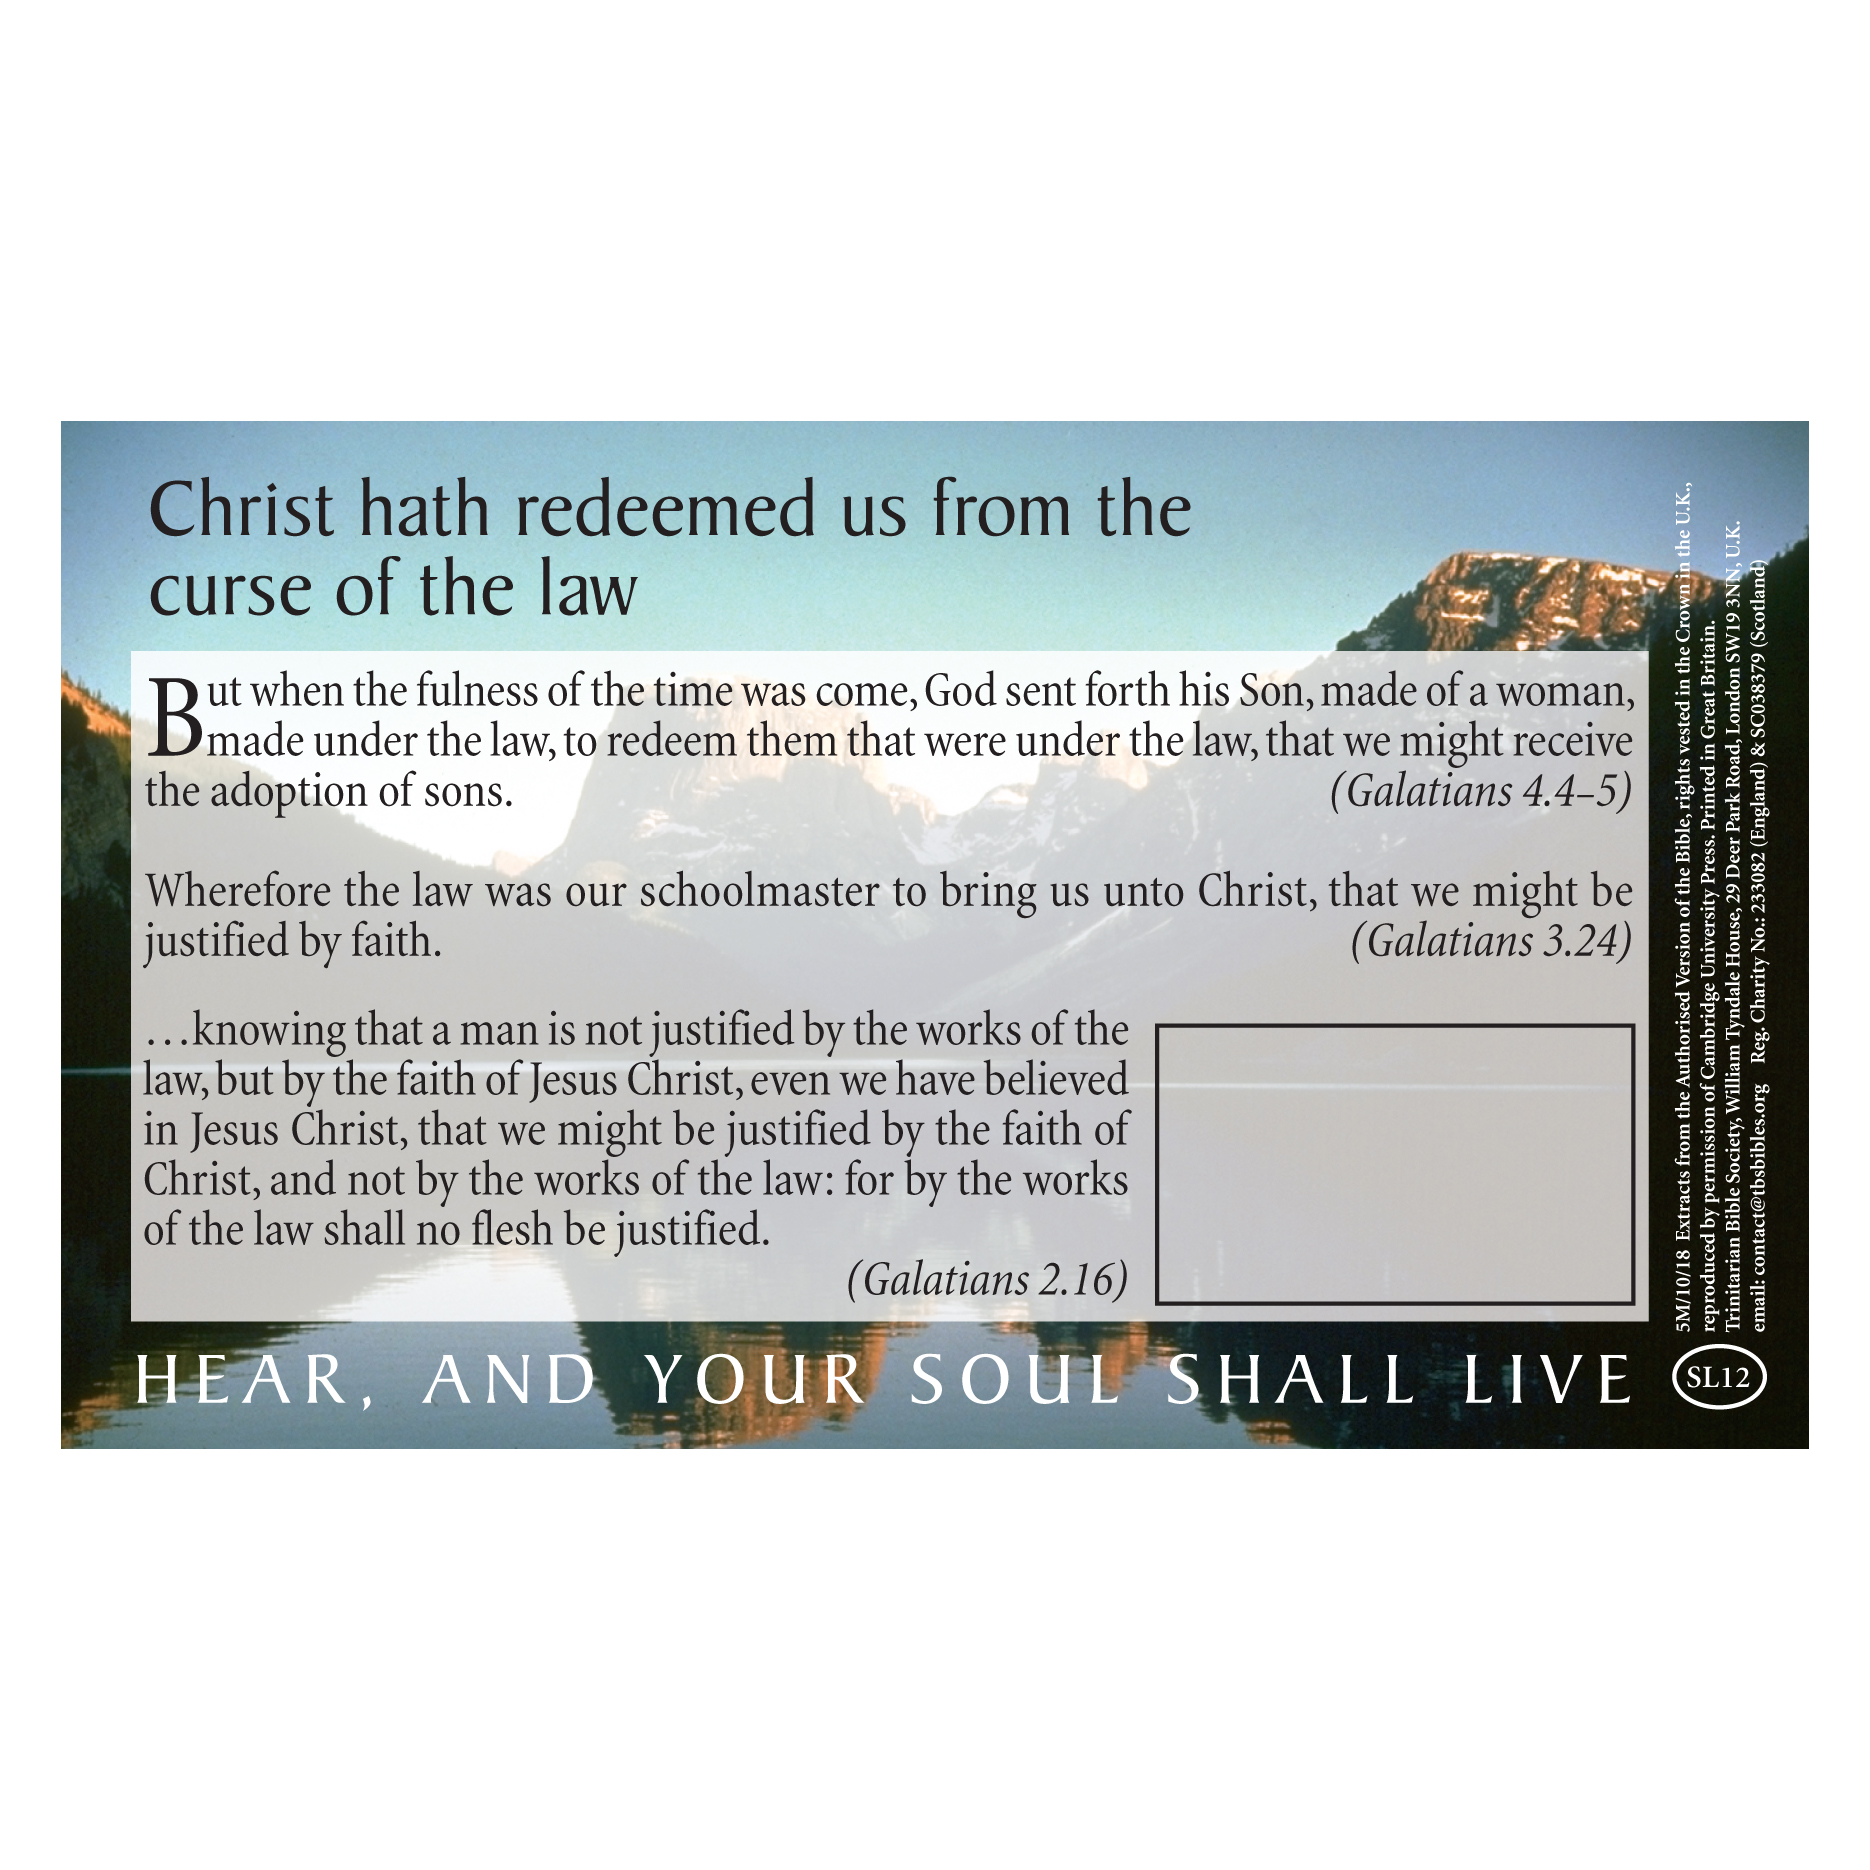 Christ hath redeemed us from the
curse of the law
But when the fulness of the time was come, God sent forth his Son, made of a woman,
made under the law, to redeem them that were under the law, that we might receive
the adoption of sons. (Galatians 4.4–5)
Wherefore the law was our schoolmaster to bring us unto Christ, that we might be
justified by faith. (Galatians 3.24)
…knowing that a man is not justified by the works of the
law, but by the faith of Jesus Christ, even we have believed
in Jesus Christ, that we might be justified by the faith of
Christ, and not by the works of the law: for by the works
of the law shall no flesh be justified.
(Galatians 2.16)
HEAR, AND YOUR SOUL SHALL LIVE
5M/10/18 Extracts from the Authorised Version of the Bible, rights vested in the Crown in the U.K.,
reproduced by permission of Cambridge University Press. Printed in Great Britain.
Trinitarian Bible Society, William Tyndale House, 29 Deer Park Road, London SW19 3NN, U.K.
email: contact@tbsbibles.org Reg. Charity No.: 233082 (England) & SC038379 (Scotland)
SL12